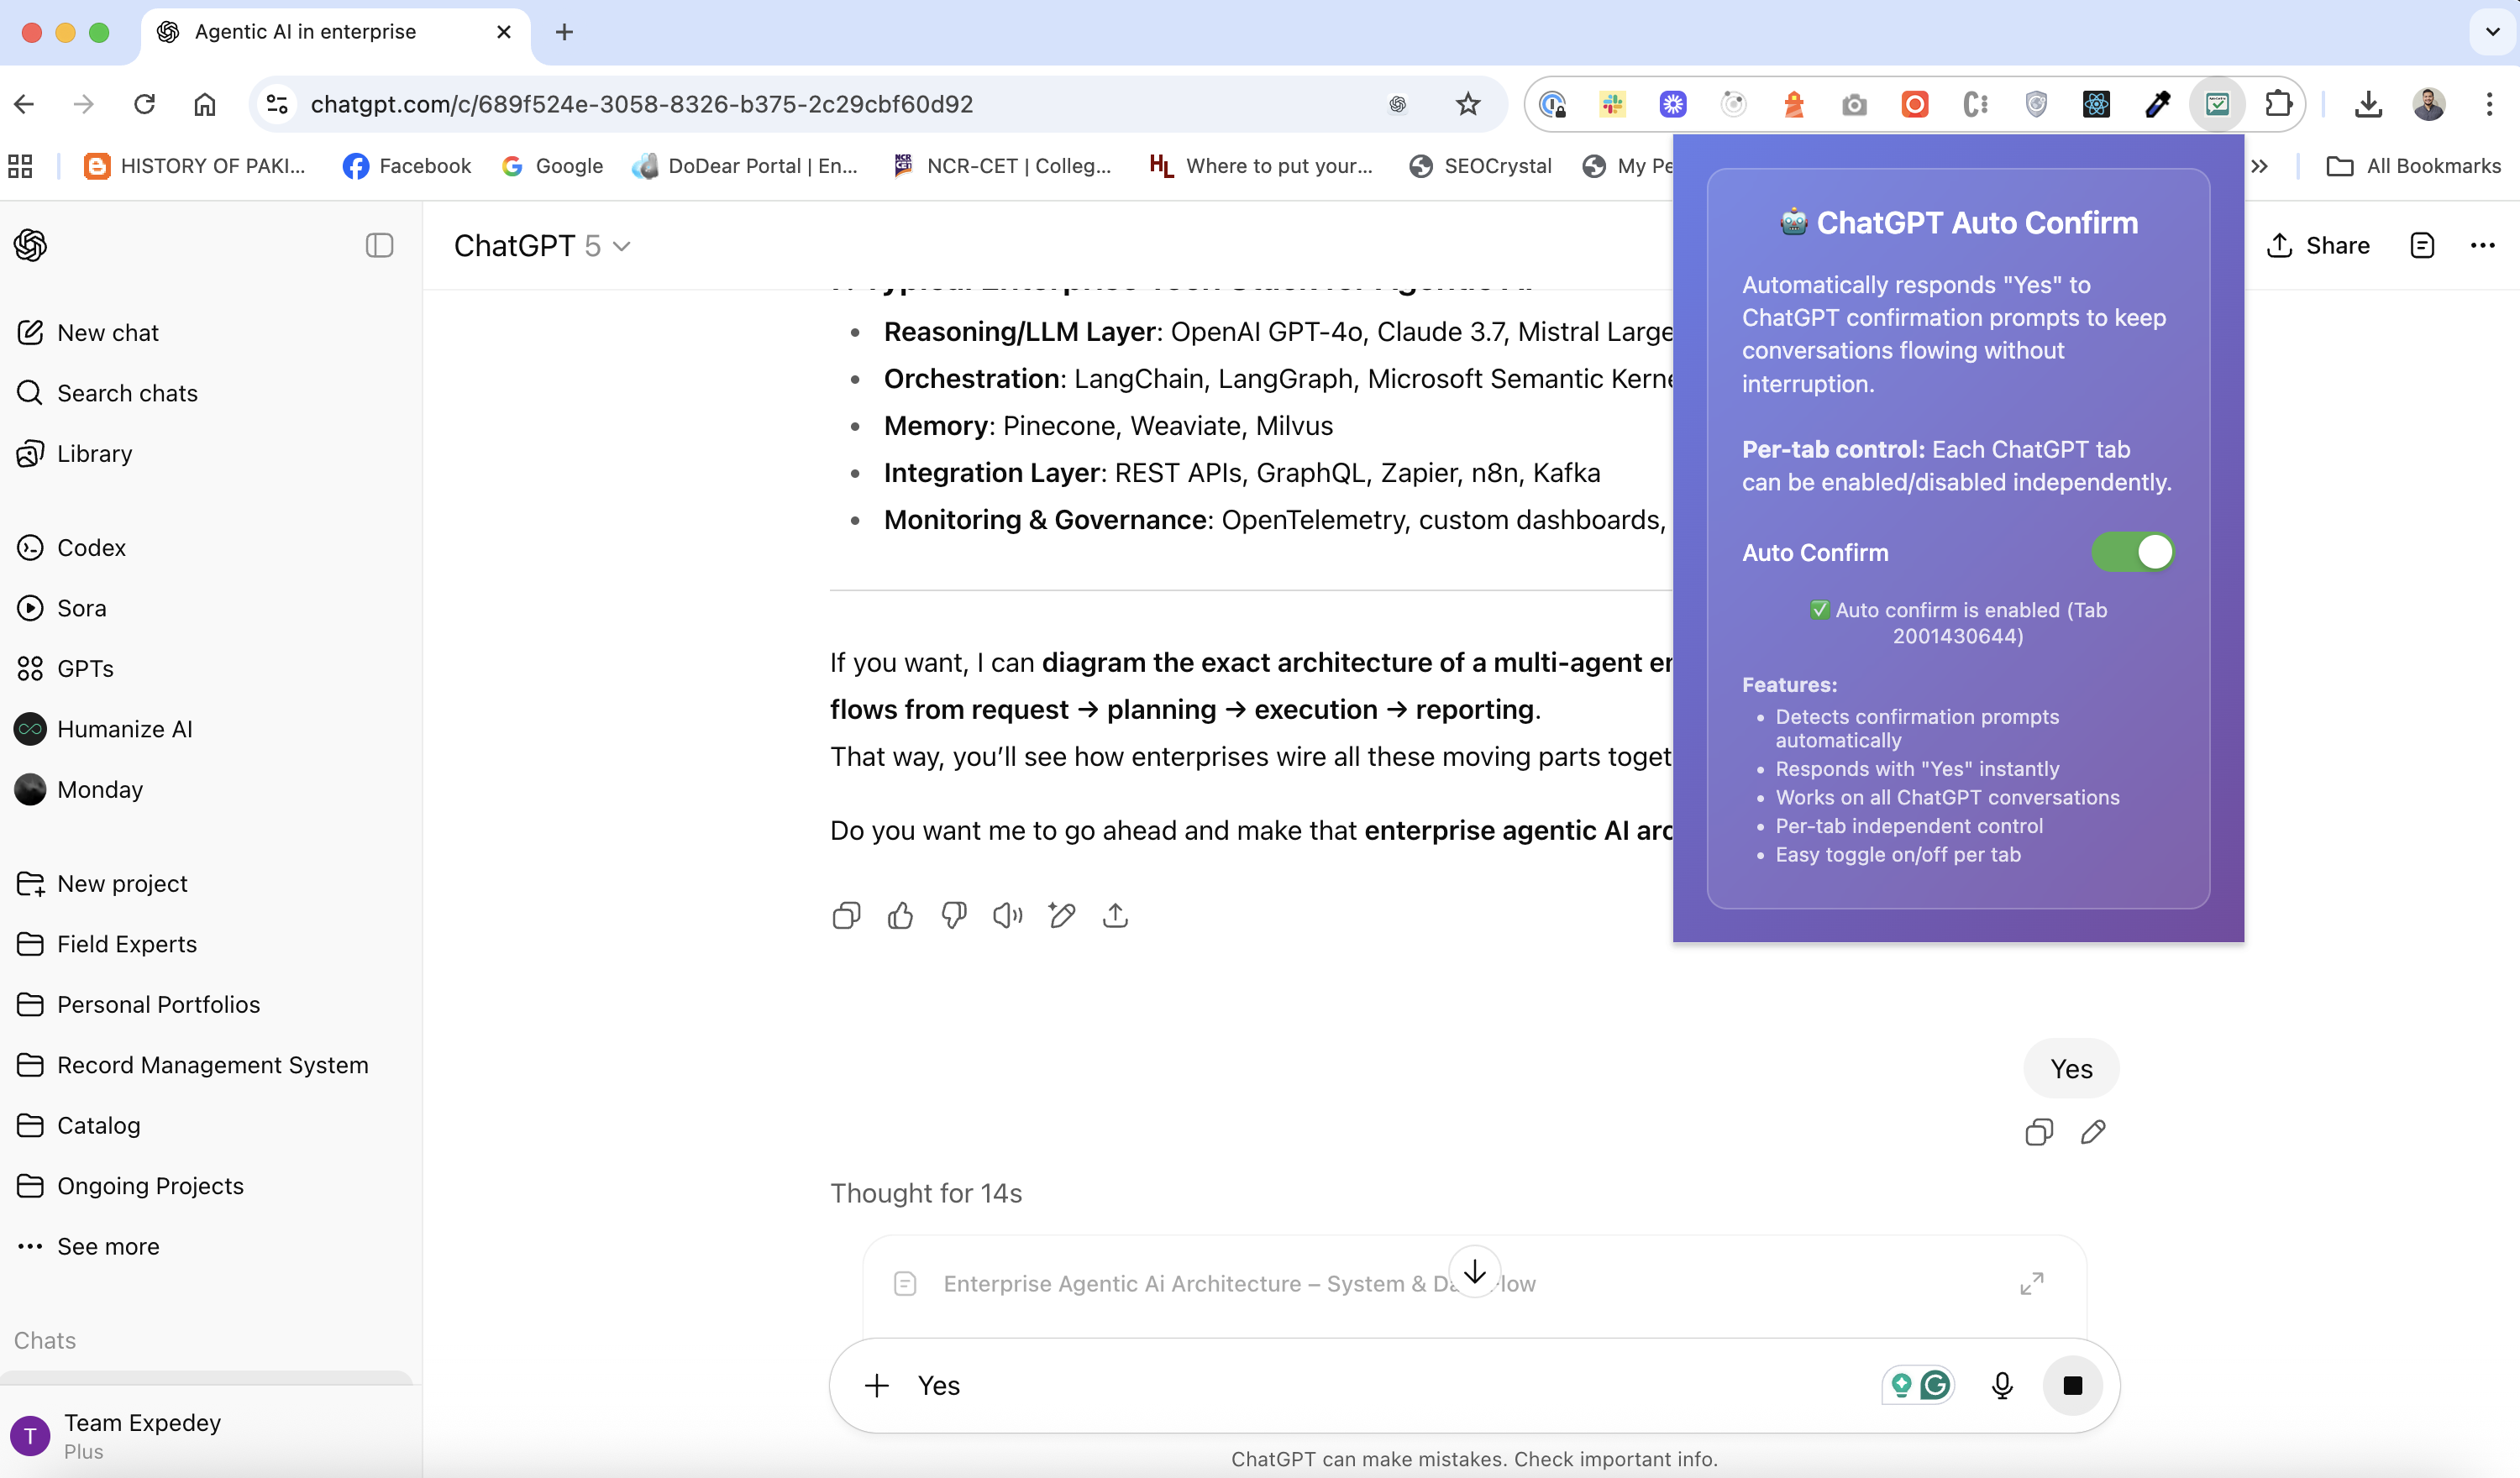 Agentic AI in enterprise
chatgpt.com/c/689f524e-3058-8326-b375-2c29cbf60d92
HISTORY OF PAKI...
Facebook
Google
DoDear Portal | En...
NCR-CET | Colleg...
Where to put your...
SEOCrystal
My Pe
All Bookmarks
New chat
Search chats
Library
Codex
Sora
GPTs
Humanize AI
Monday
New project
Field Experts
Personal Portfolios
Record Management System
Catalog
Ongoing Projects
See more
Chats
T
Team Expedey
Plus
ChatGPT 5
Share
Typical Enterprise Tech Stack for Agentic AI
Reasoning/LLM Layer: OpenAI GPT-4o, Claude 3.7, Mistral Large
Orchestration: LangChain, LangGraph, Microsoft Semantic Kerne
Memory: Pinecone, Weaviate, Milvus
Integration Layer: REST APIs, GraphQL, Zapier, n8n, Kafka
Monitoring & Governance: OpenTelemetry, custom dashboards,
If you want, I can diagram the exact architecture of a multi-agent en
flows from request → planning → execution → reporting.
That way, you’ll see how enterprises wire all these moving parts toget
Do you want me to go ahead and make that enterprise agentic AI arc
Yes
Thought for 14s
Enterprise Agentic Ai Architecture – System & Da low
Yes
ChatGPT can make mistakes. Check important info.
🤖 ChatGPT Auto Confirm
Automatically responds "Yes" to
ChatGPT confirmation prompts to keep
conversations flowing without
interruption.
Per-tab control: Each ChatGPT tab
can be enabled/disabled independently.
Auto Confirm
✅ Auto confirm is enabled (Tab
2001430644)
Features:
Detects confirmation prompts
automatically
Responds with "Yes" instantly
Works on all ChatGPT conversations
Per-tab independent control
Easy toggle on/off per tab